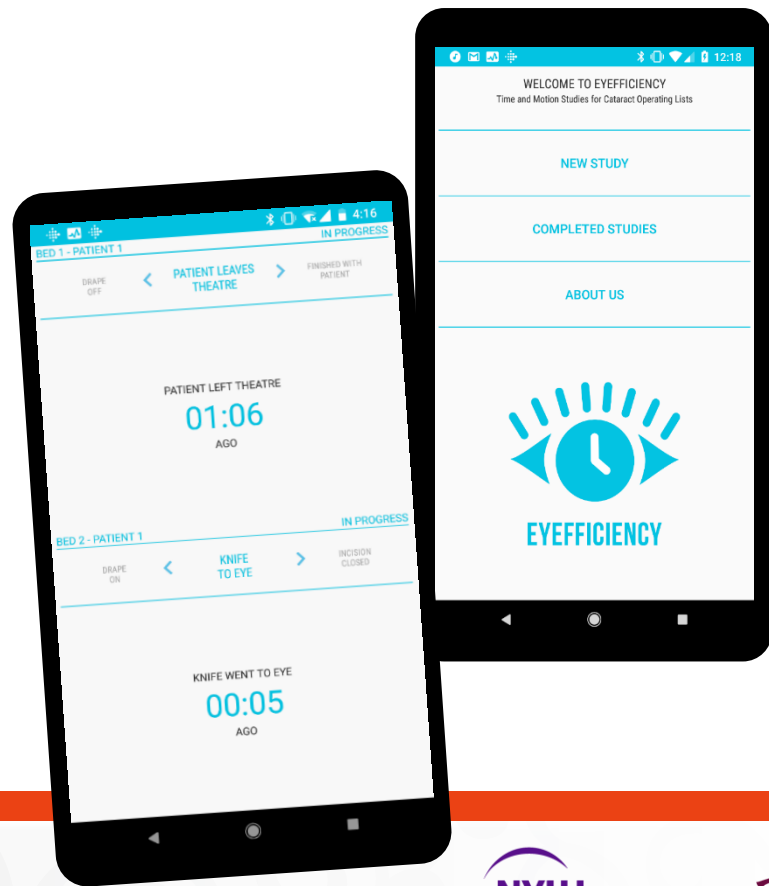 4:16
BED 1 - PATIENT 1
IN PROGRESS
DRAPE
OFF
PATIENT LEAVES
THEATRE
FINISHED WITH
PATIENT
PATIENT LEFT THEATRE
01:06
AGO
BED 2 - PATIENT 1
IN PROGRESS
DRAPE
ON
KNIFE
TO EYE
INCISION
CLOSED
KNIFE WENT TO EYE
00:05
AGO
12:18
WELCOME TO EYEFFICIENCY
Time and Motion Studies for Cataract Operating Lists
NEW STUDY
COMPLETED STUDIES
ABOUT US
EYEFFICIENCY